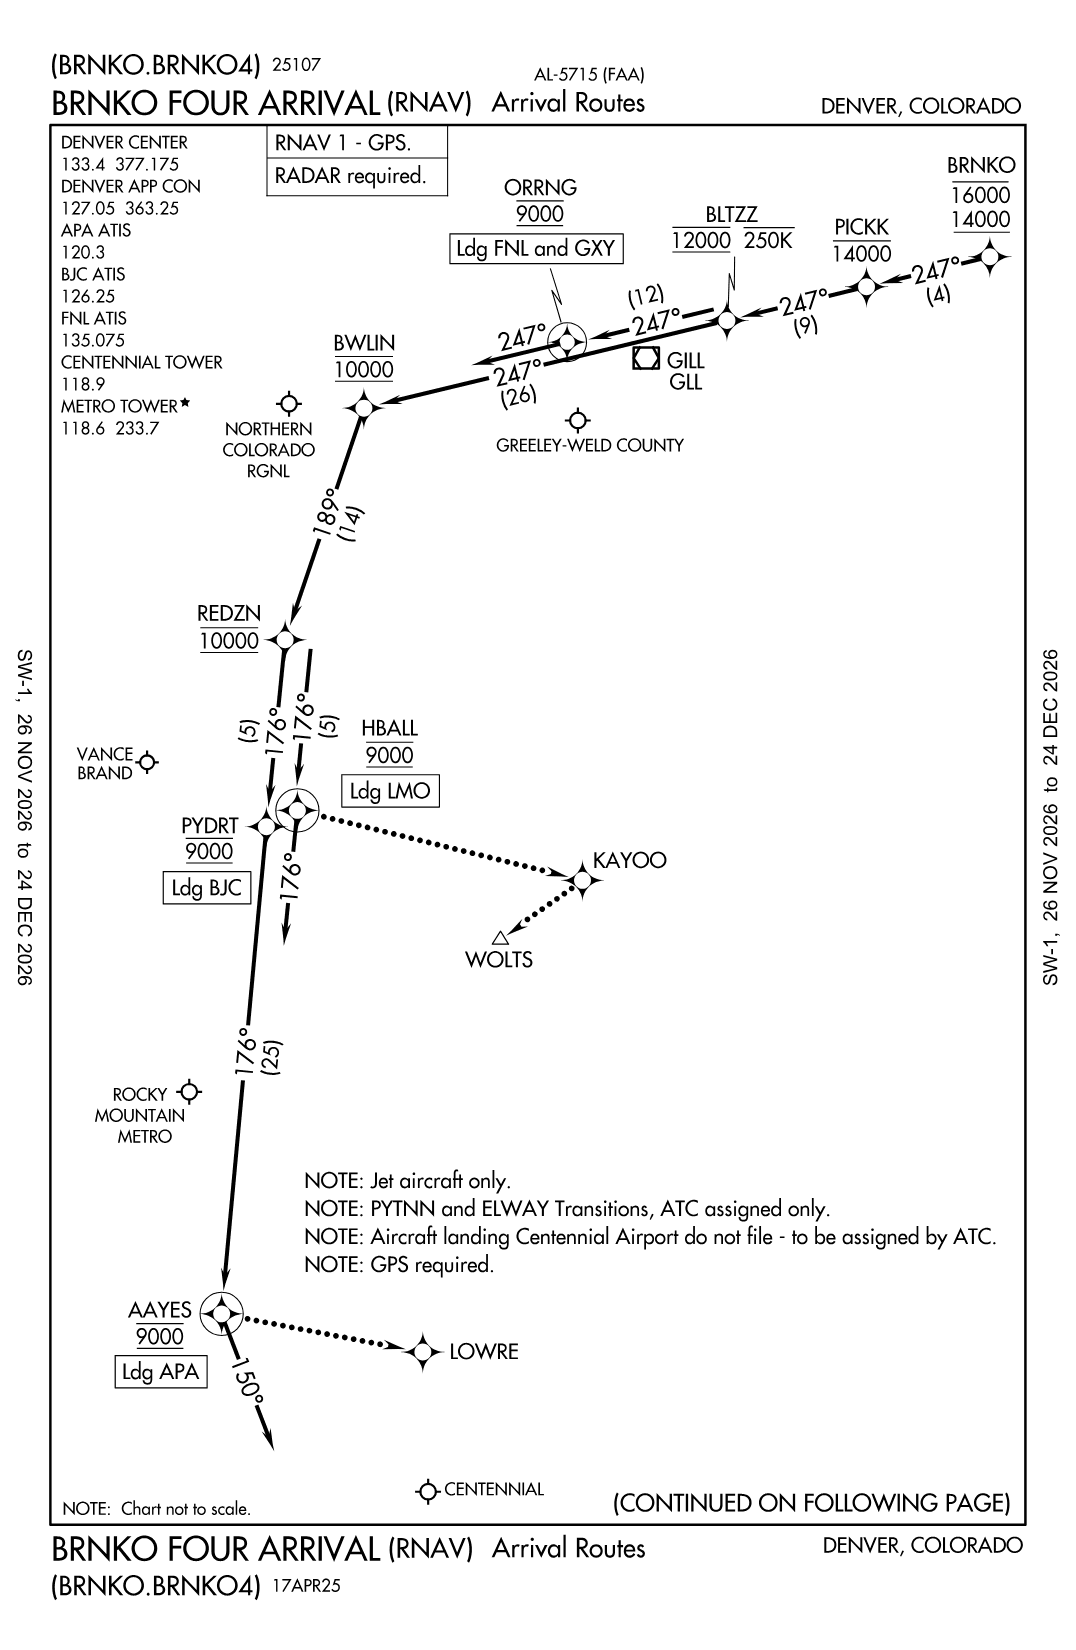 (BRNKO.BRNKO4) 25107
AL-5715 (FAA)
BRNKO FOUR ARRIVAL (RNAV) Arrival Routes
DENVER, COLORADO
DENVER CENTER
133.4 377.175
DENVER APP CON
127.05 363.25
APA ATIS
120.3
BJC ATIS
126.25
FNL ATIS
135.075
CENTENNIAL TOWER
118.9
METRO TOWER★
118.6 233.7
RNAV 1 - GPS.
RADAR required.
BRNKO
16000
14000
PICKK
14000
BLTZZ
12000 250K
ORRNG
9000
Ldg FNL and GXY
247°
(4)
247°
(9)
(12)
247°
247°
247°
(26)
GILL
GLL
BWLIN
10000
NORTHERN
COLORADO
RGNL
GREELEY-WELD COUNTY
189°
(14)
REDZN
10000
(5)
176°
176°
(5)
HBALL
9000
Ldg LMO
VANCE
BRAND
PYDRT
9000
Ldg BJC
176°
KAYOO
WOLTS
176°
(25)
ROCKY
MOUNTAIN
METRO
NOTE: Jet aircraft only.
NOTE: PYTNN and ELWAY Transitions, ATC assigned only.
NOTE: Aircraft landing Centennial Airport do not file - to be assigned by ATC.
NOTE: GPS required.
AAYES
9000
Ldg APA
LOWRE
150°
CENTENNIAL
NOTE: Chart not to scale.
(CONTINUED ON FOLLOWING PAGE)
BRNKO FOUR ARRIVAL (RNAV) Arrival Routes
DENVER, COLORADO
(BRNKO.BRNKO4) 17APR25
SW-1, 26 NOV 2026 to 24 DEC 2026
SW-1, 26 NOV 2026 to 24 DEC 2026